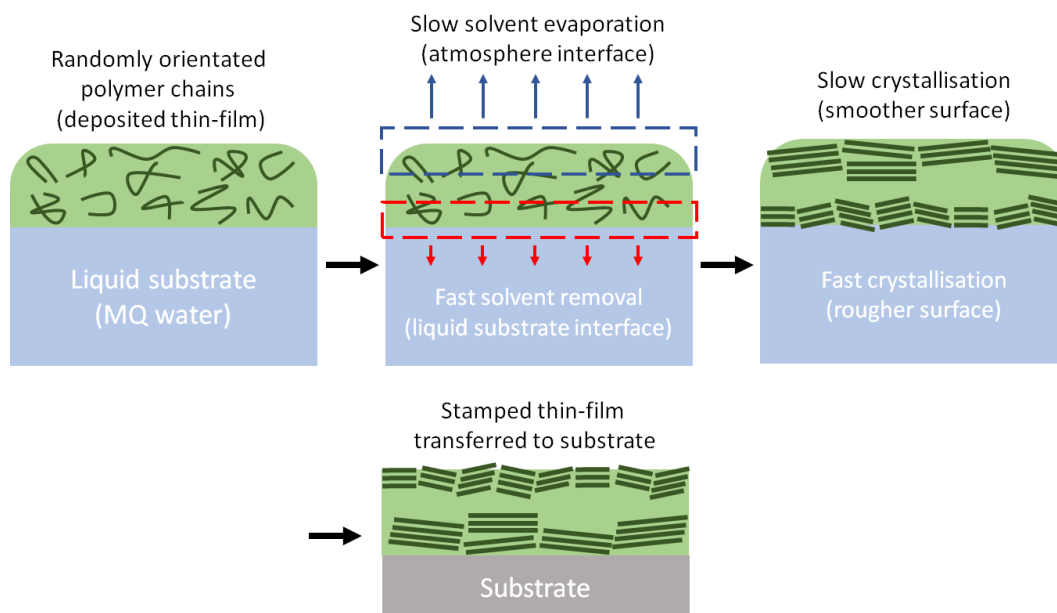 Randomly orientated
polymer chains
(deposited thin-film)
Liquid substrate
(MQ water)
Slow solvent evaporation
(atmosphere interface)
Fast solvent removal
(liquid substrate interface)
Slow crystallisation
(smoother surface)
Fast crystallisation
(rougher surface)
Stamped thin-film
transferred to substrate
Substrate